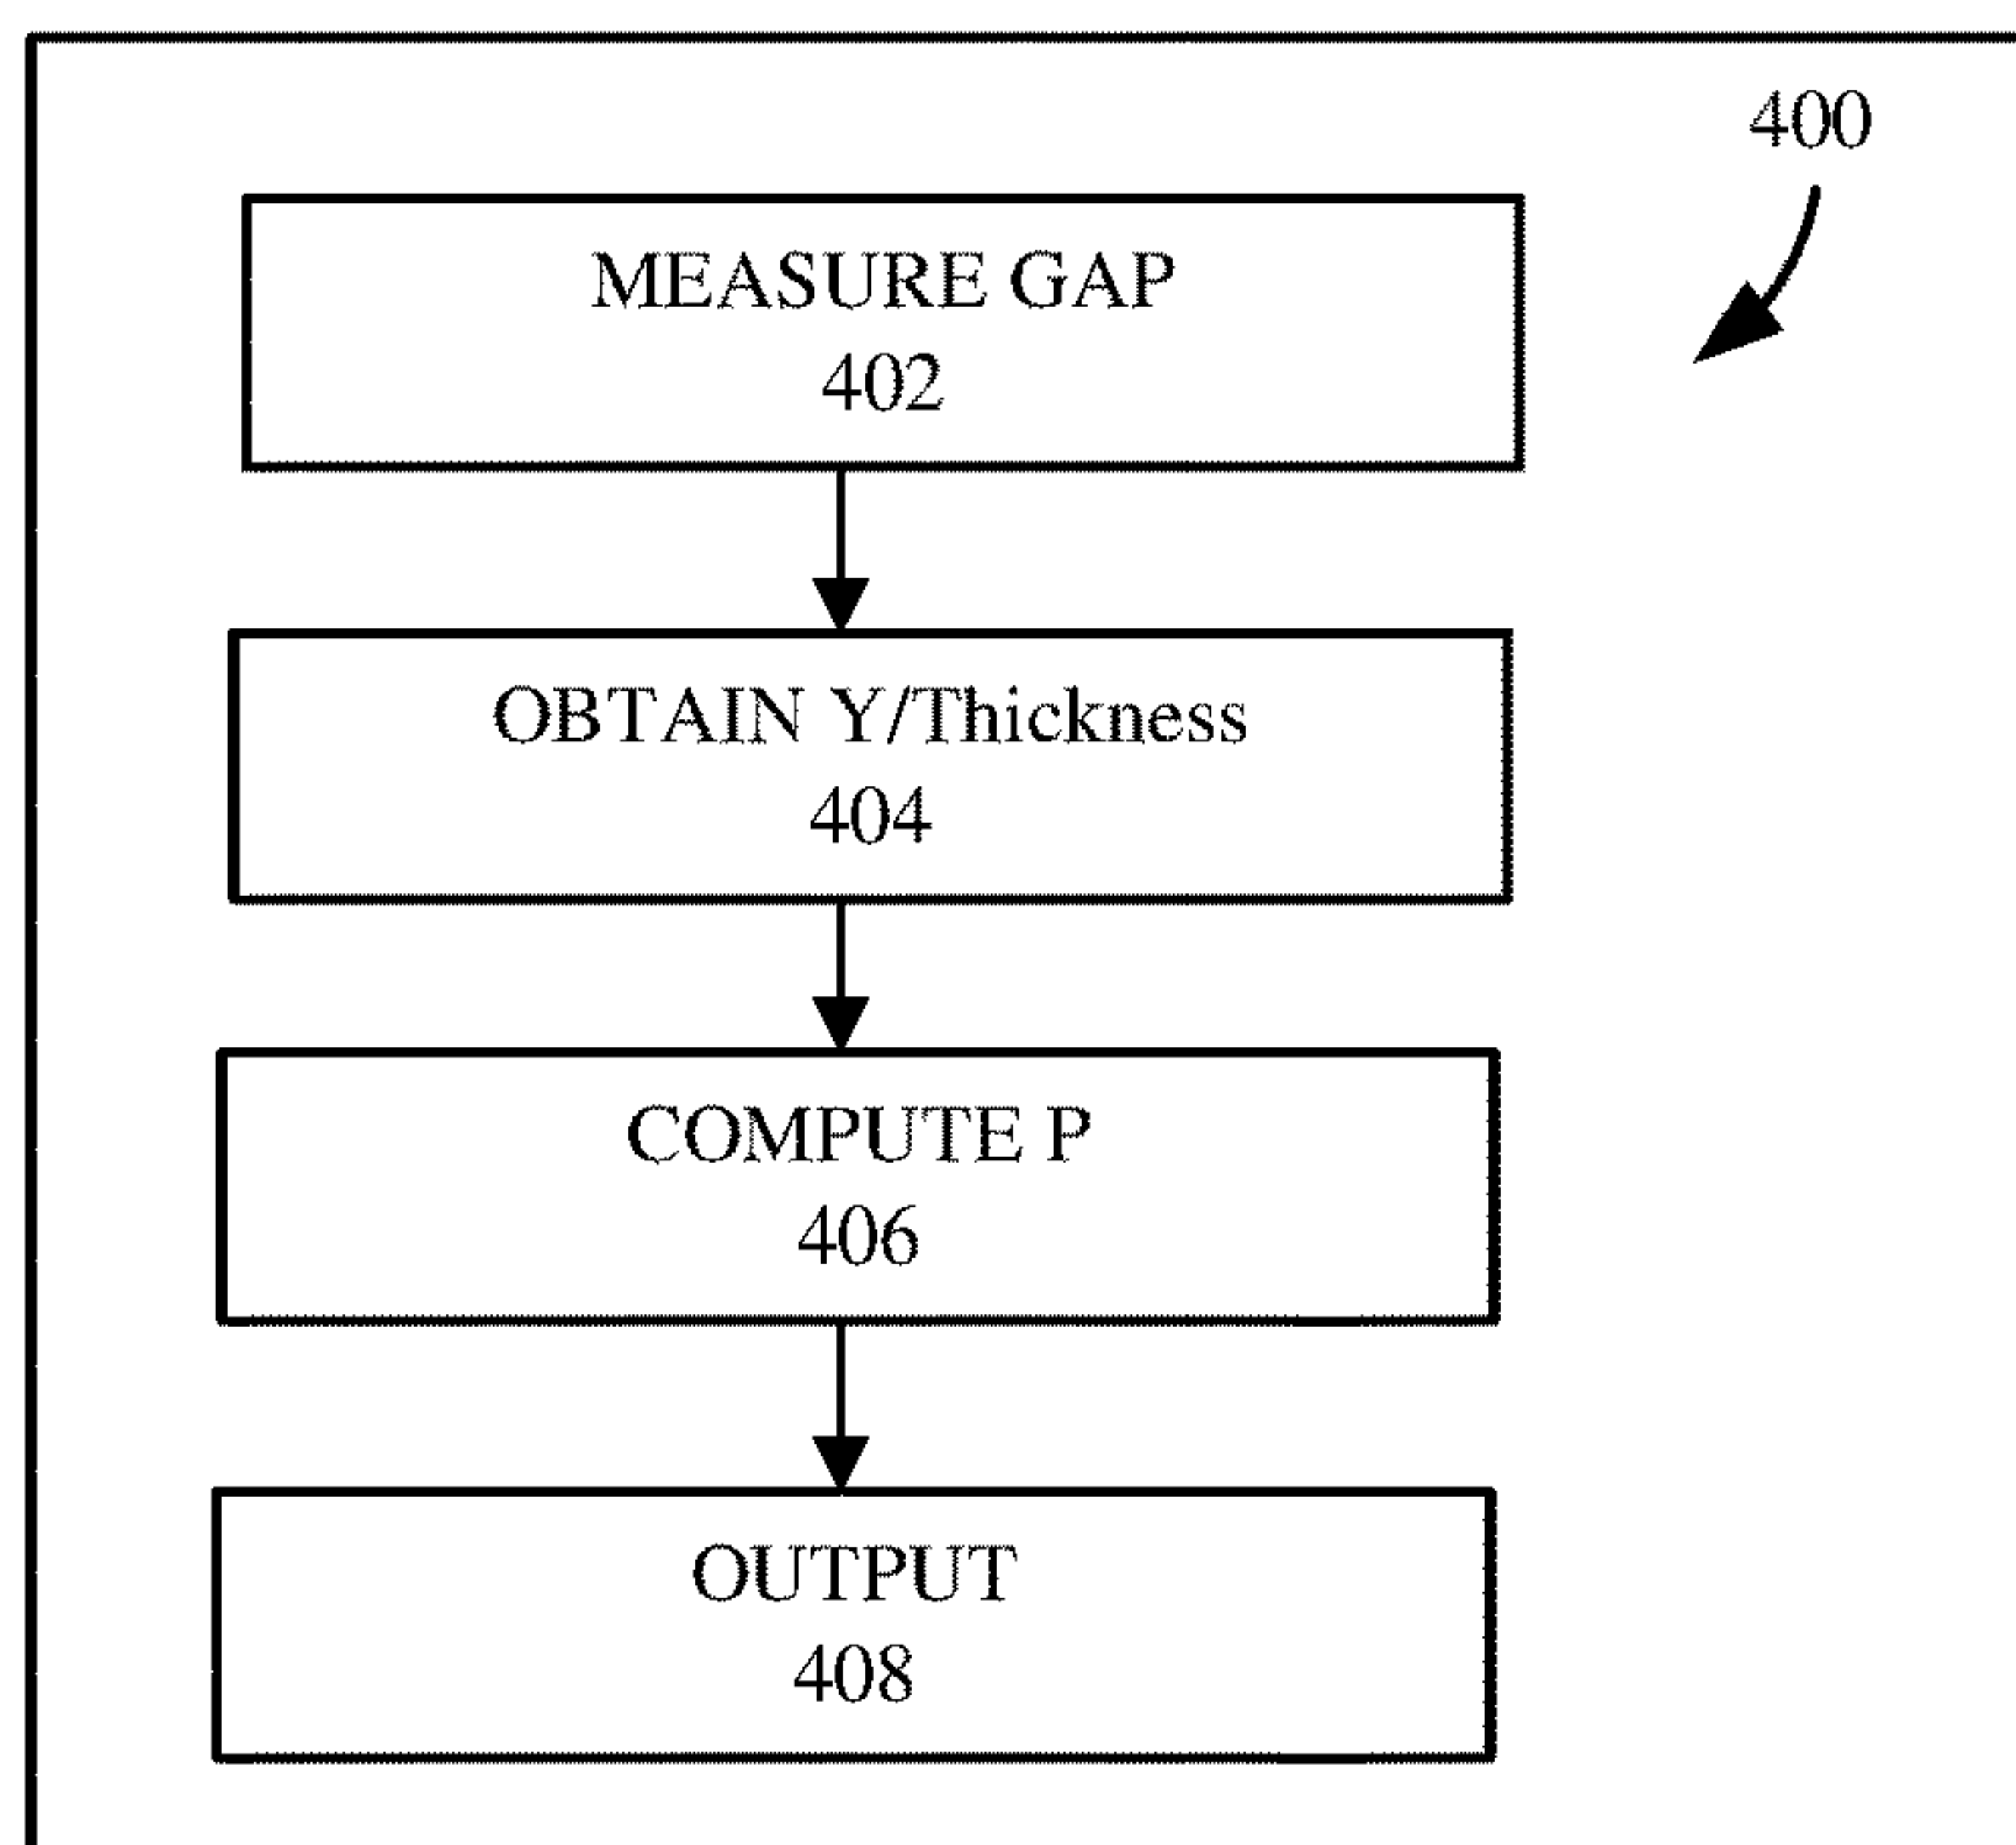 400
MEASURE GAP
402
OBTAIN Y/Thickness
404
COMPUTE P
406
OUTPUT
408